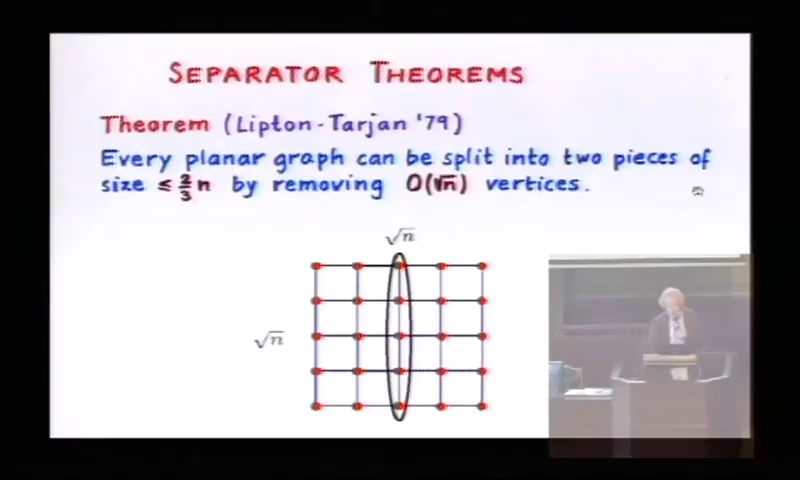 SEPARATOR THEOREMS
Theorem (Lipton-Tarjan '79)
Every planar graph can be split into two pieces of
size ≤ 2/3 n by removing O(√n) vertices.
√n
√n